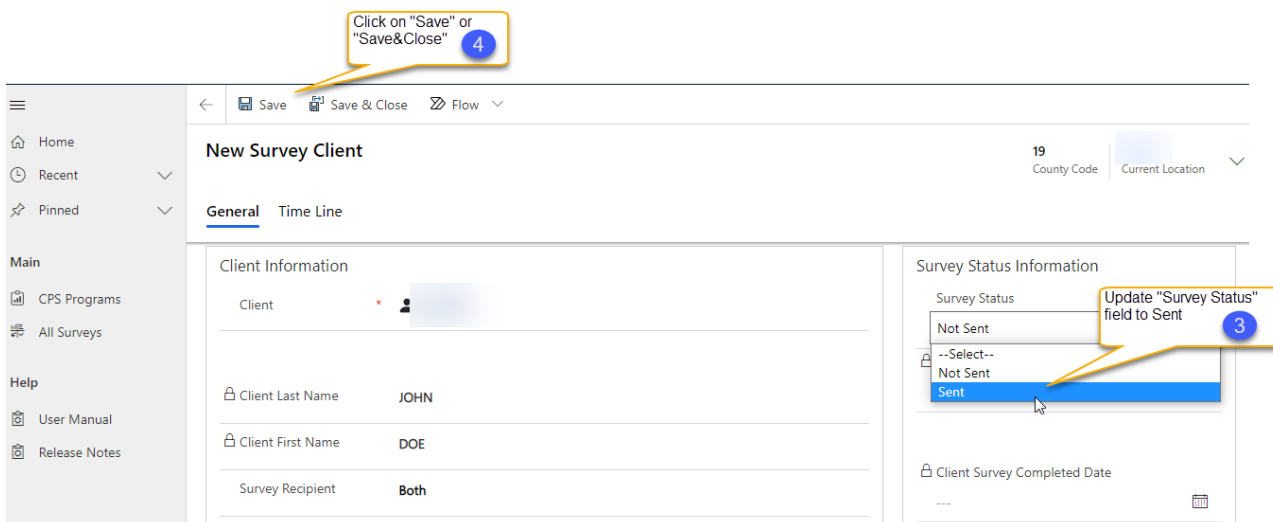 Click on "Save" or
"Save&Close"
4
Save
Save & Close
Flow
Home
Recent
Pinned
Main
CPS Programs
All Surveys
Help
User Manual
Release Notes
New Survey Client
19
County Code
Current Location
General
Time Line
Client Information
Client *
Client Last Name JOHN
Client First Name DOE
Survey Recipient Both
Survey Status Information
Survey Status
Not Sent
--Select--
Not Sent
Sent
Update "Survey Status"
field to Sent
3
Client Survey Completed Date
---